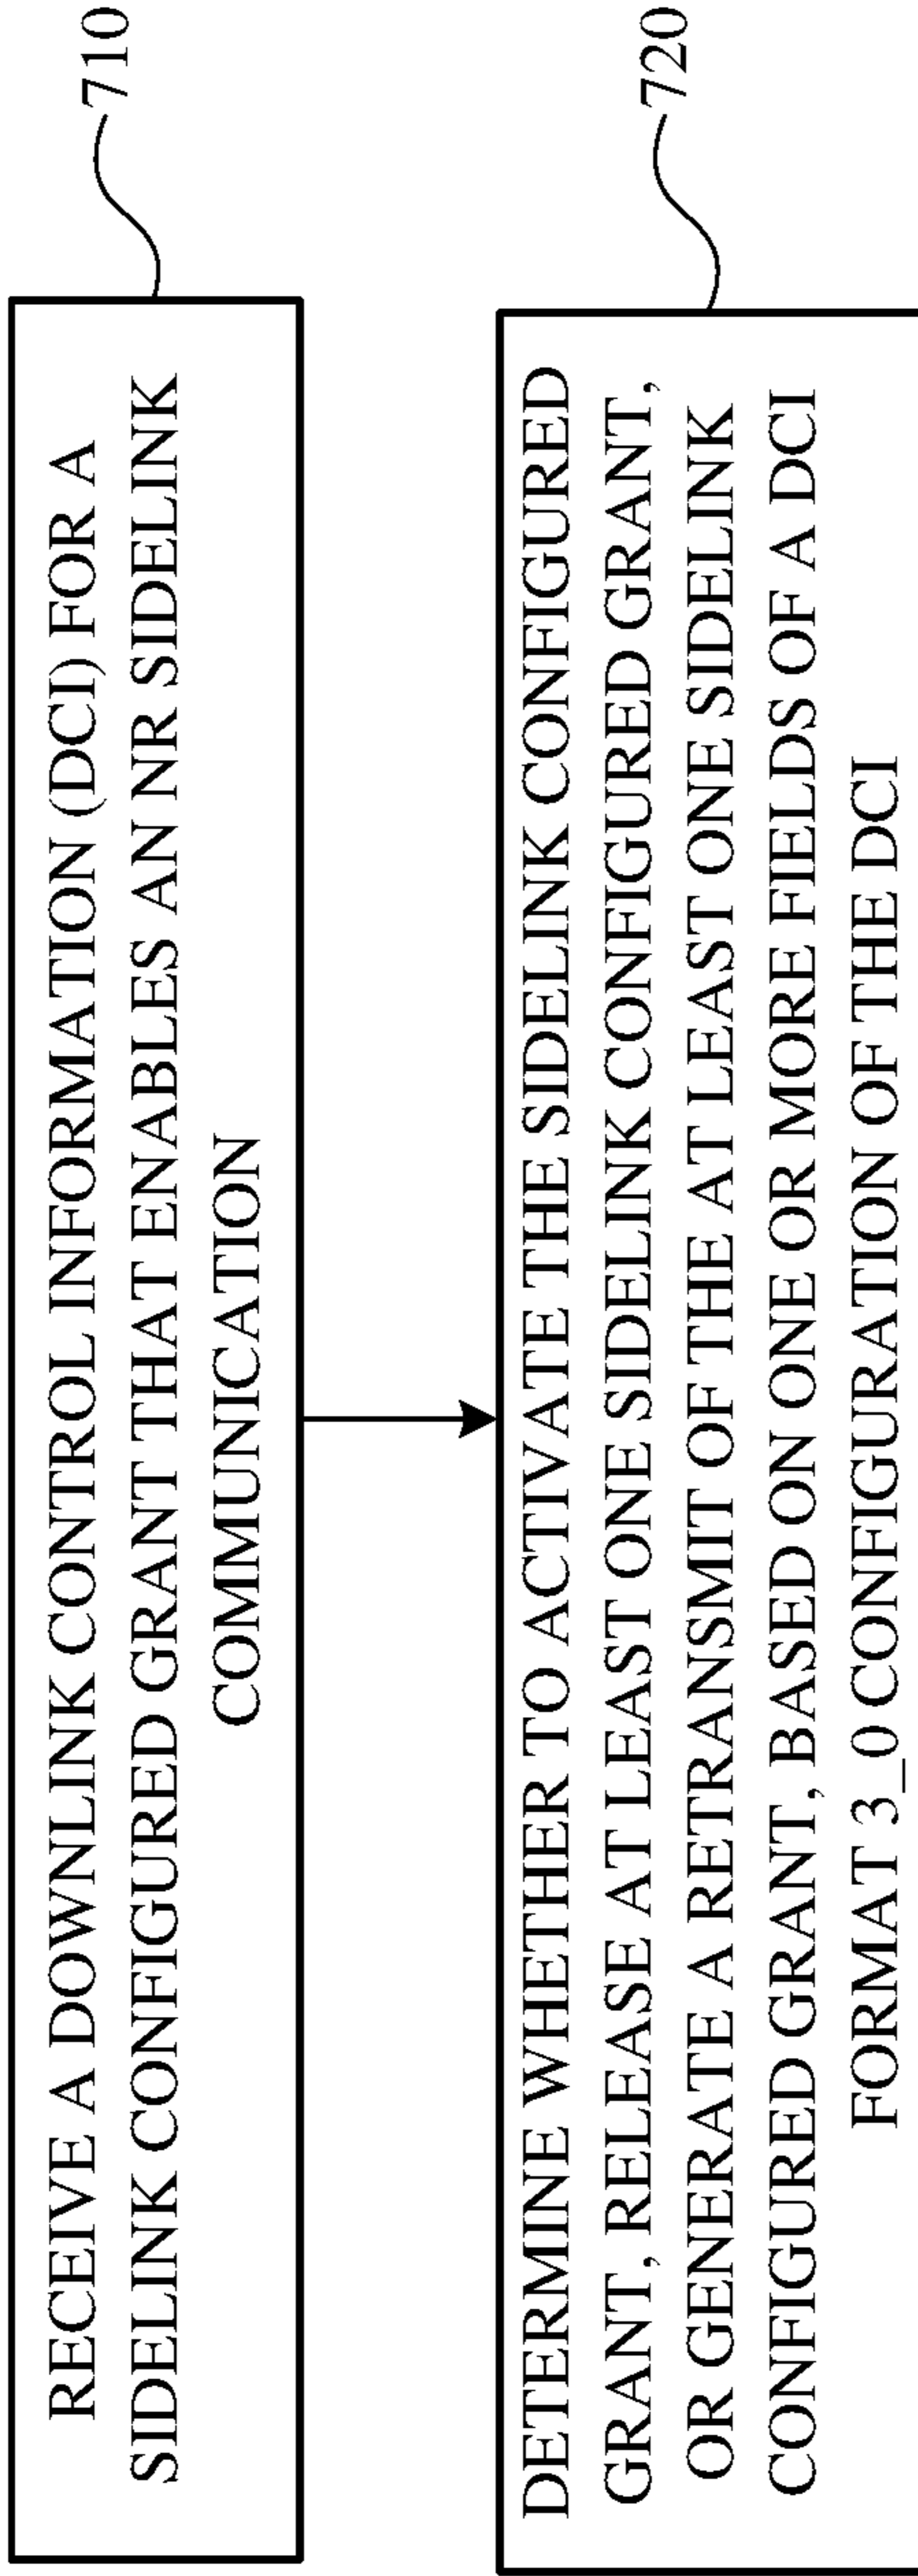 RECEIVE A DOWNLINK CONTROL INFORMATION (DCI) FOR A
SIDELINK CONFIGURED GRANT THAT ENABLES AN NR SIDELINK
COMMUNICATION
710
DETERMINE WHETHER TO ACTIVATE THE SIDELINK CONFIGURED
GRANT, RELEASE AT LEAST ONE SIDELINK CONFIGURED GRANT,
OR GENERATE A RETRANSMIT OF THE AT LEAST ONE SIDELINK
CONFIGURED GRANT, BASED ON ONE OR MORE FIELDS OF A DCI
FORMAT 3_0 CONFIGURATION OF THE DCI
720